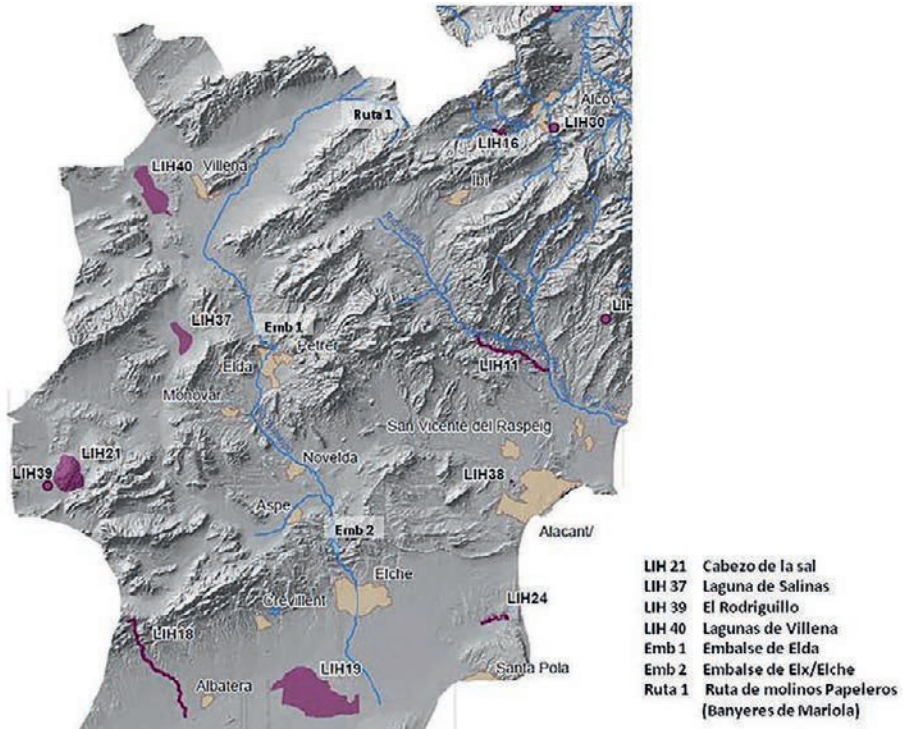 Alcoy
LIH30
Ruta 1
LIH16
LIH40
Villena
Ibi
LIH37
Emb 1
Petrer
Elda
LIH11
Monóvar
San Vicente del Raspeig
Novelda
LIH21
LIH39
LIH38
Aspe
Emb 2
Alacant/
Elche
Crevillent
LIH24
LIH18
LIH19
Santa Pola
Albatera
LIH 21 Cabezo de la sal
LIH 37 Laguna de Salinas
LIH 39 El Rodriguillo
LIH 40 Lagunas de Villena
Emb 1 Embalse de Elda
Emb 2 Embalse de Elx/Elche
Ruta 1 Ruta de molinos Papeleros
(Banyeres de Mariola)